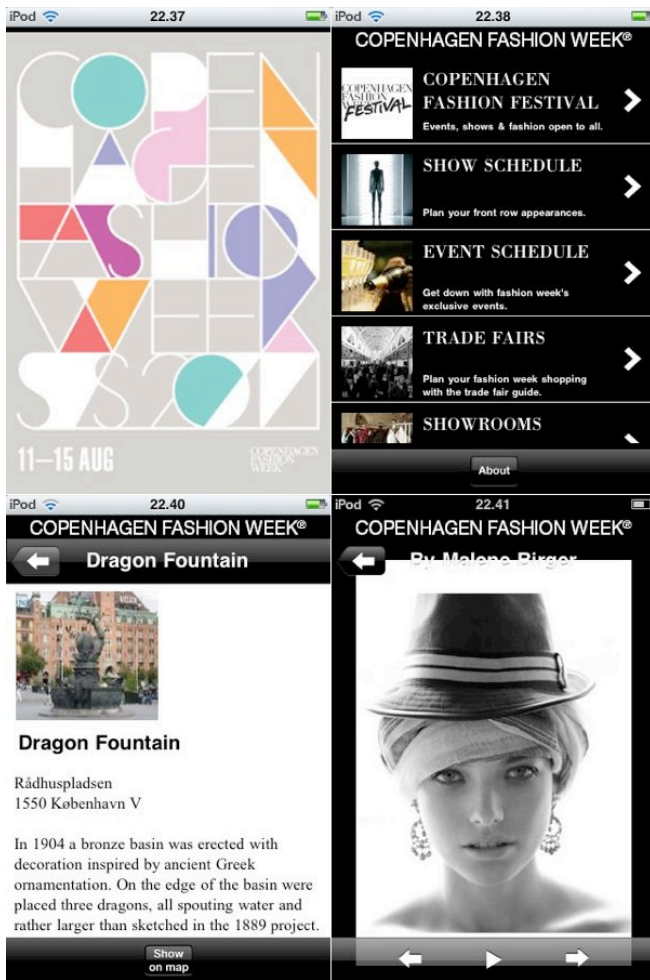 iPod 22.37
COPEN
HAGEN
FASHION
WEEK
SS2011
11—15 AUG
COPENHAGEN
FASHION
WEEK
iPod 22.38
COPENHAGEN FASHION WEEK®
COPENHAGEN
FASHION
FESTIVAL
COPENHAGEN
FASHION FESTIVAL
Events, shows & fashion open to all.
SHOW SCHEDULE
Plan your front row appearances.
EVENT SCHEDULE
Get down with fashion week's
exclusive events.
TRADE FAIRS
Plan your fashion week shopping
with the trade fair guide.
SHOWROOMS
About
iPod 22.40
COPENHAGEN FASHION WEEK®
Dragon Fountain
Dragon Fountain
Rådhuspladsen
1550 København V
In 1904 a bronze basin was erected with
decoration inspired by ancient Greek
ornamentation. On the edge of the basin were
placed three dragons, all spouting water and
rather larger than sketched in the 1889 project.
Show
on map
iPod 22.41
COPENHAGEN FASHION WEEK®
By Malene Birger